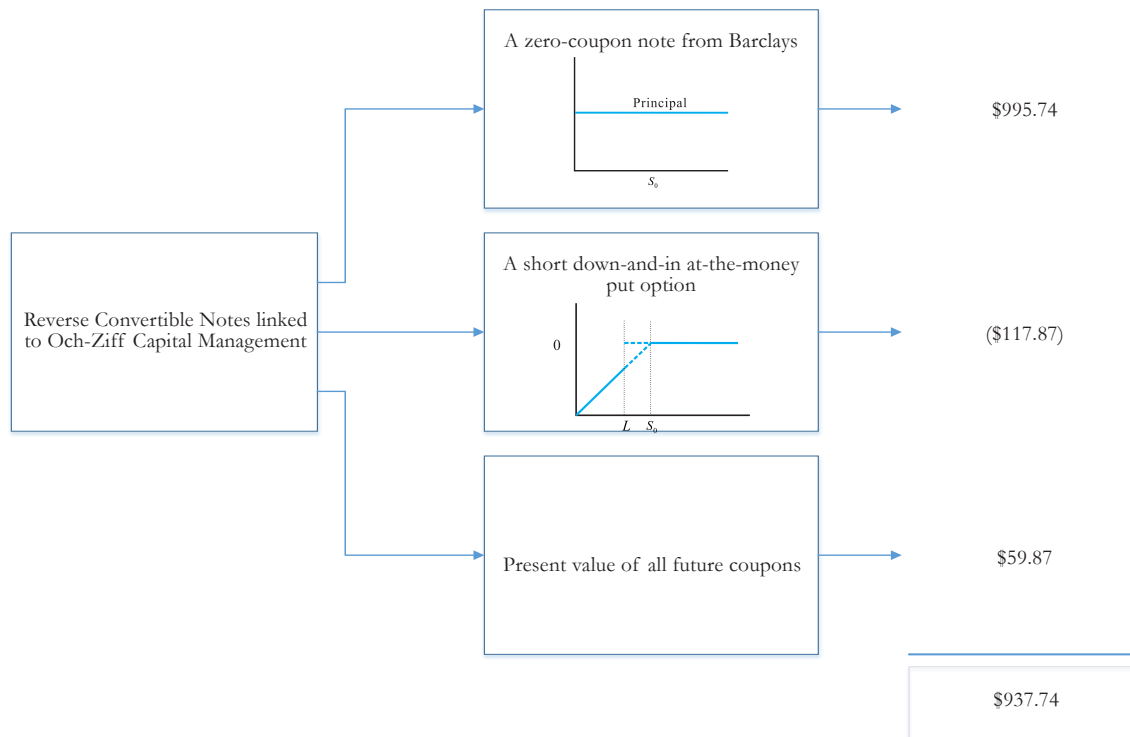 A zero-coupon note from Barclays
Principal
S₀
$995.74
Reverse Convertible Notes linked
to Och-Ziff Capital Management
A short down-and-in at-the-money
put option
0
L S₀
($117.87)
Present value of all future coupons
$59.87
$937.74